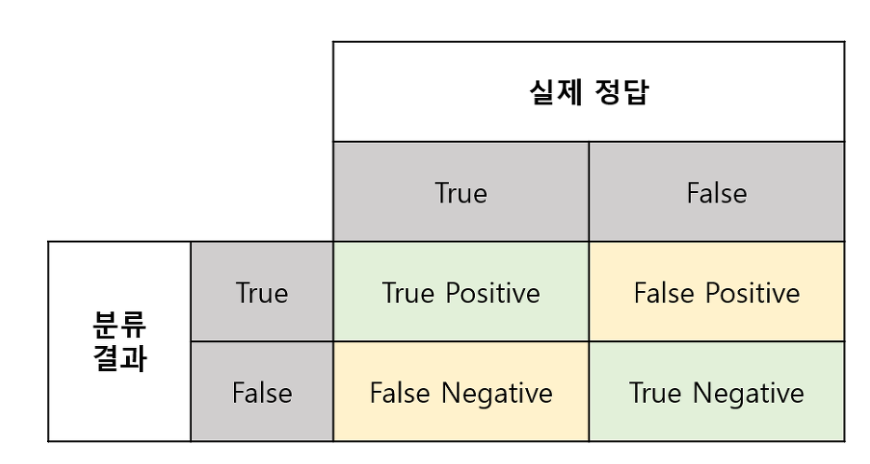 실제 정답
True False
True True Positive False Positive
분류
결과
False False Negative True Negative